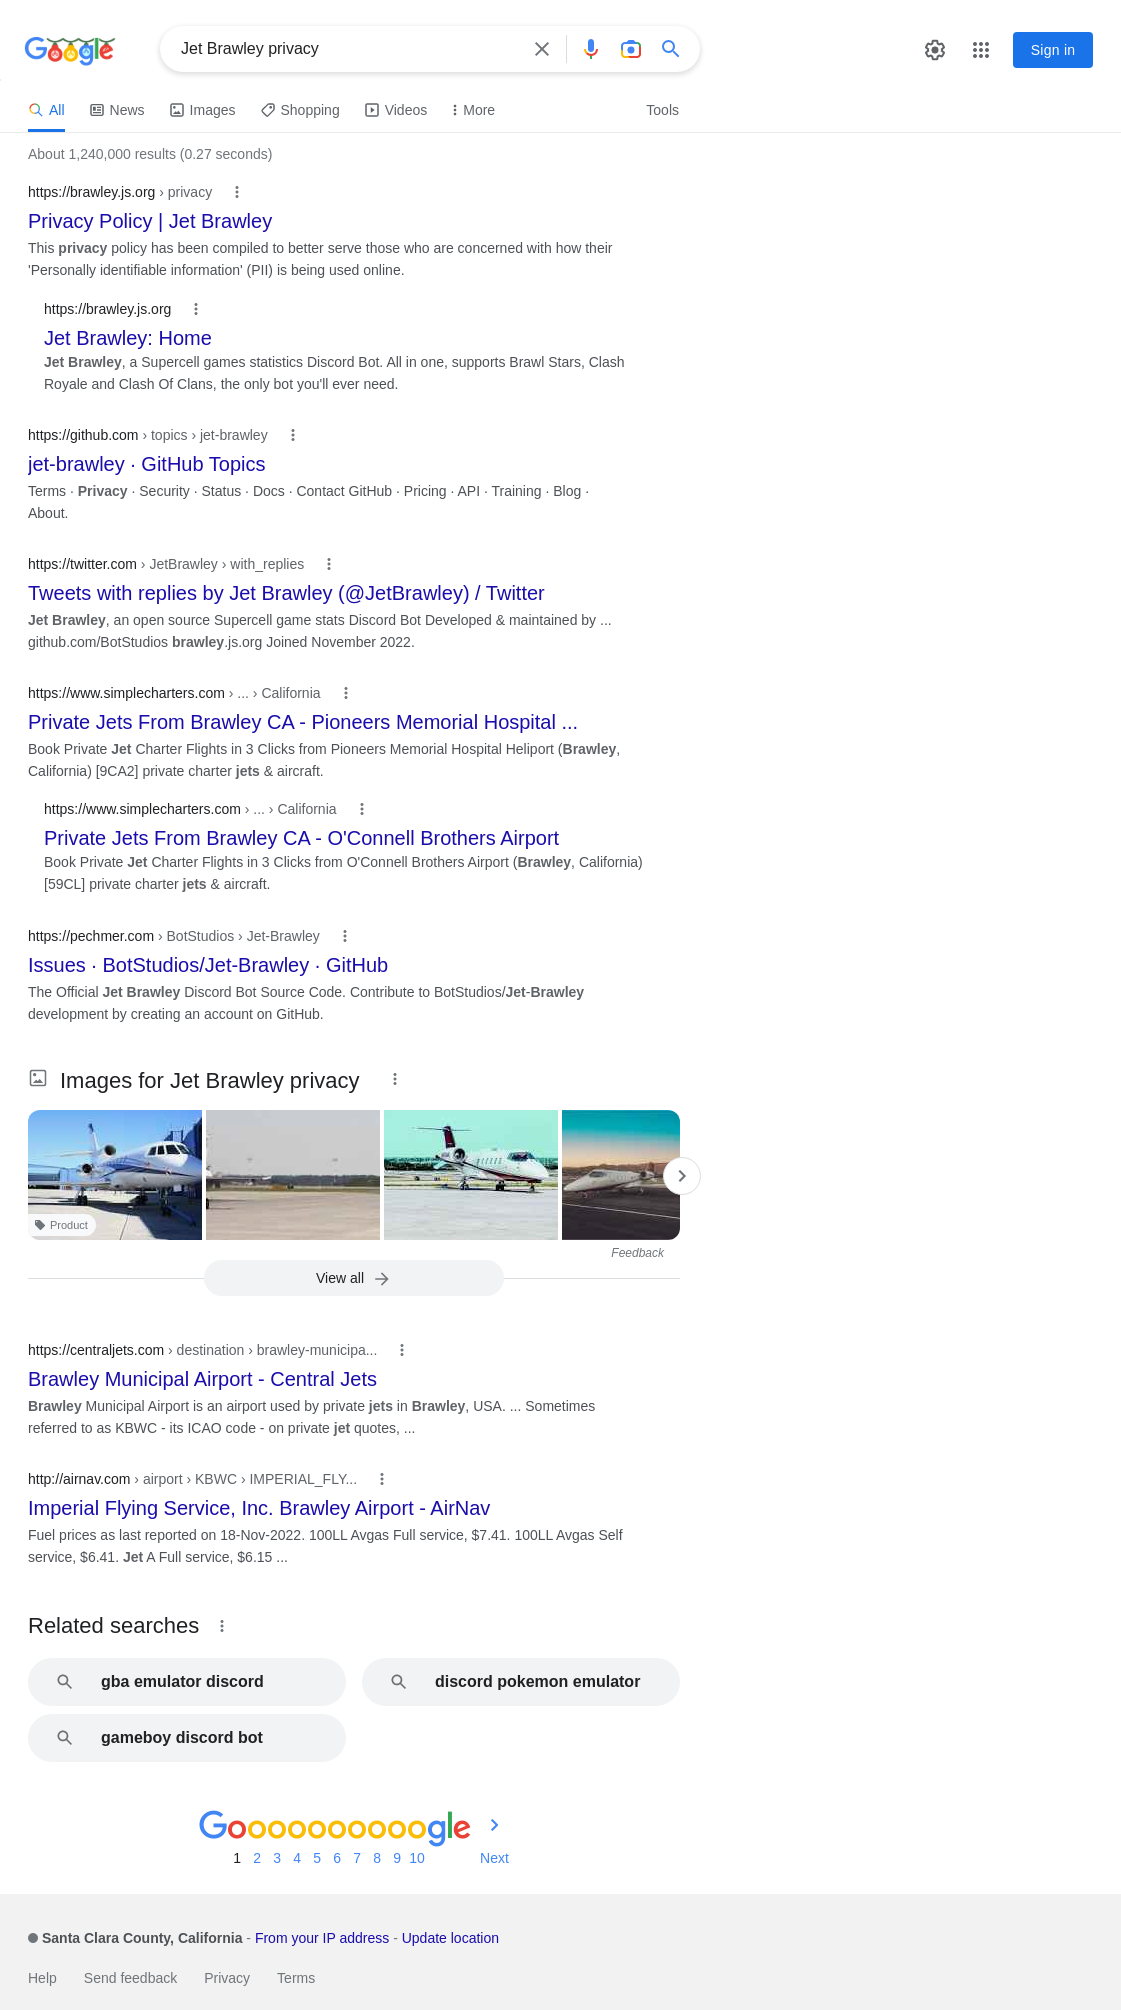 Google
Jet Brawley privacy
Sign in
All
News
Images
Shopping
Videos
More
Tools
About 1,240,000 results (0.27 seconds)
https://brawley.js.org › privacy
Privacy Policy | Jet Brawley
This privacy policy has been compiled to better serve those who are concerned with how their
'Personally identifiable information' (PII) is being used online.
https://brawley.js.org
Jet Brawley: Home
Jet Brawley, a Supercell games statistics Discord Bot. All in one, supports Brawl Stars, Clash
Royale and Clash Of Clans, the only bot you'll ever need.
https://github.com › topics › jet-brawley
jet-brawley · GitHub Topics
Terms · Privacy · Security · Status · Docs · Contact GitHub · Pricing · API · Training · Blog ·
About.
https://twitter.com › JetBrawley › with_replies
Tweets with replies by Jet Brawley (@JetBrawley) / Twitter
Jet Brawley, an open source Supercell game stats Discord Bot Developed & maintained by ...
github.com/BotStudios brawley.js.org Joined November 2022.
https://www.simplecharters.com › ... › California
Private Jets From Brawley CA - Pioneers Memorial Hospital ...
Book Private Jet Charter Flights in 3 Clicks from Pioneers Memorial Hospital Heliport (Brawley,
California) [9CA2] private charter jets & aircraft.
https://www.simplecharters.com › ... › California
Private Jets From Brawley CA - O'Connell Brothers Airport
Book Private Jet Charter Flights in 3 Clicks from O'Connell Brothers Airport (Brawley, California)
[59CL] private charter jets & aircraft.
https://pechmer.com › BotStudios › Jet-Brawley
Issues · BotStudios/Jet-Brawley · GitHub
The Official Jet Brawley Discord Bot Source Code. Contribute to BotStudios/Jet-Brawley
development by creating an account on GitHub.
Images for Jet Brawley privacy
Product
Feedback
View all
https://centraljets.com › destination › brawley-municipa...
Brawley Municipal Airport - Central Jets
Brawley Municipal Airport is an airport used by private jets in Brawley, USA. ... Sometimes
referred to as KBWC - its ICAO code - on private jet quotes, ...
http://airnav.com › airport › KBWC › IMPERIAL_FLY...
Imperial Flying Service, Inc. Brawley Airport - AirNav
Fuel prices as last reported on 18-Nov-2022. 100LL Avgas Full service, $7.41. 100LL Avgas Self
service, $6.41. Jet A Full service, $6.15 ...
Related searches
gba emulator discord
discord pokemon emulator
gameboy discord bot
Goooooooooogle
1 2 3 4 5 6 7 8 9 10 Next
Santa Clara County, California - From your IP address - Update location
Help Send feedback Privacy Terms